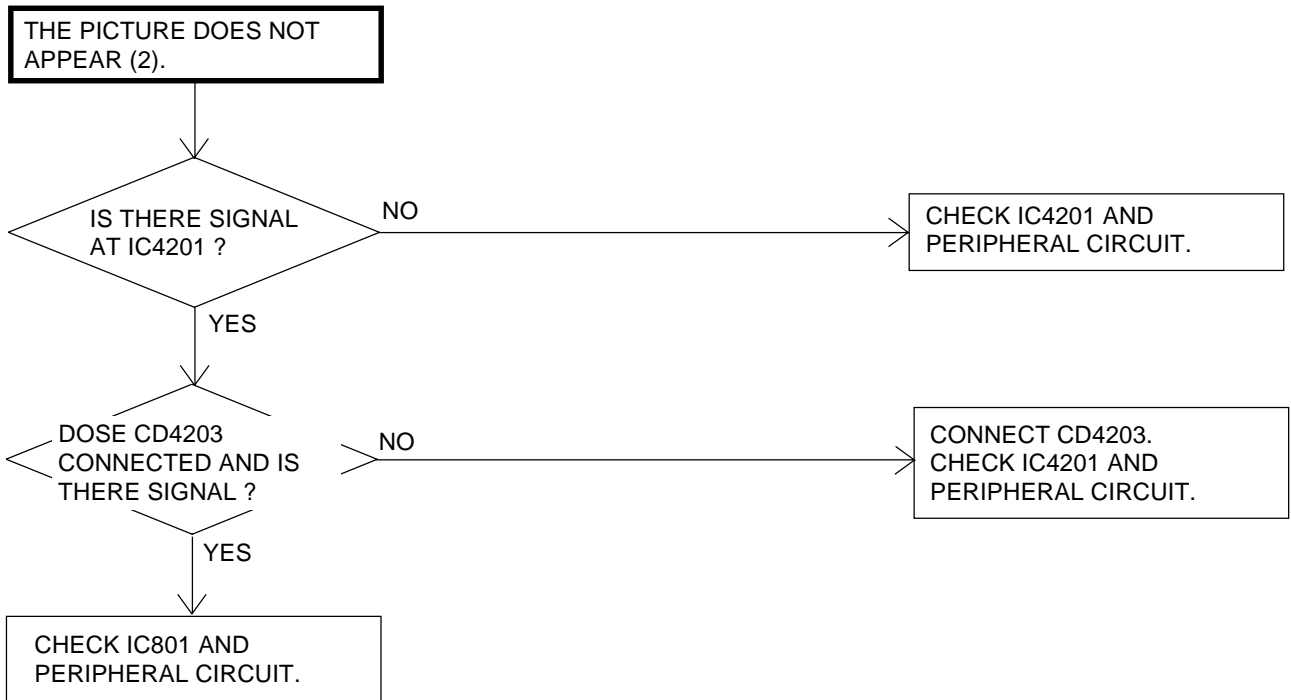 THE PICTURE DOES NOT
APPEAR (2).
IS THERE SIGNAL
AT IC4201 ?
NO
CHECK IC4201 AND
PERIPHERAL CIRCUIT.
YES
DOSE CD4203
CONNECTED AND IS
THERE SIGNAL ?
NO
CONNECT CD4203.
CHECK IC4201 AND
PERIPHERAL CIRCUIT.
YES
CHECK IC801 AND
PERIPHERAL CIRCUIT.